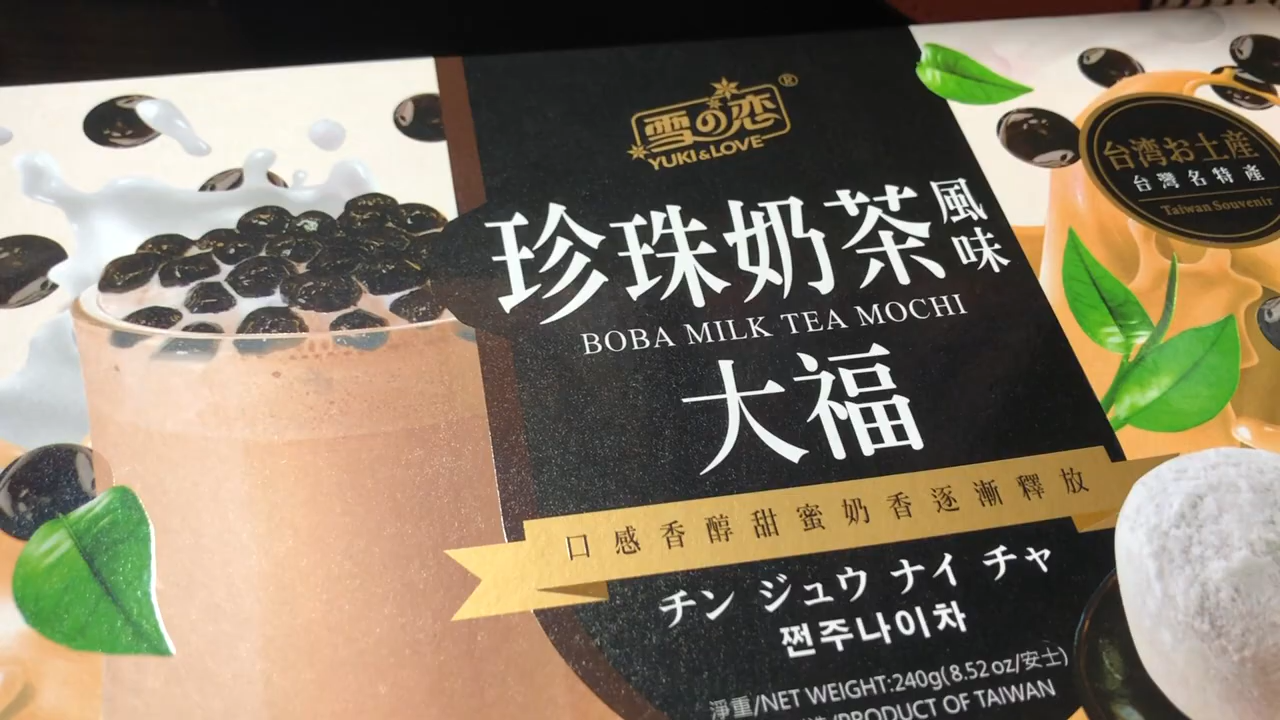 雪の恋®
YUKI&LOVE
珍珠奶茶風味
BOBA MILK TEA MOCHI
大福
口感香醇甜蜜奶香逐漸釋放
チン ジュウ ナイ チャ
쩐주나이차
淨重/NET WEIGHT:240g(8.52oz/安士)
/PRODUCT OF TAIWAN
台湾お土産
台灣名特產
Taiwan Souvenir